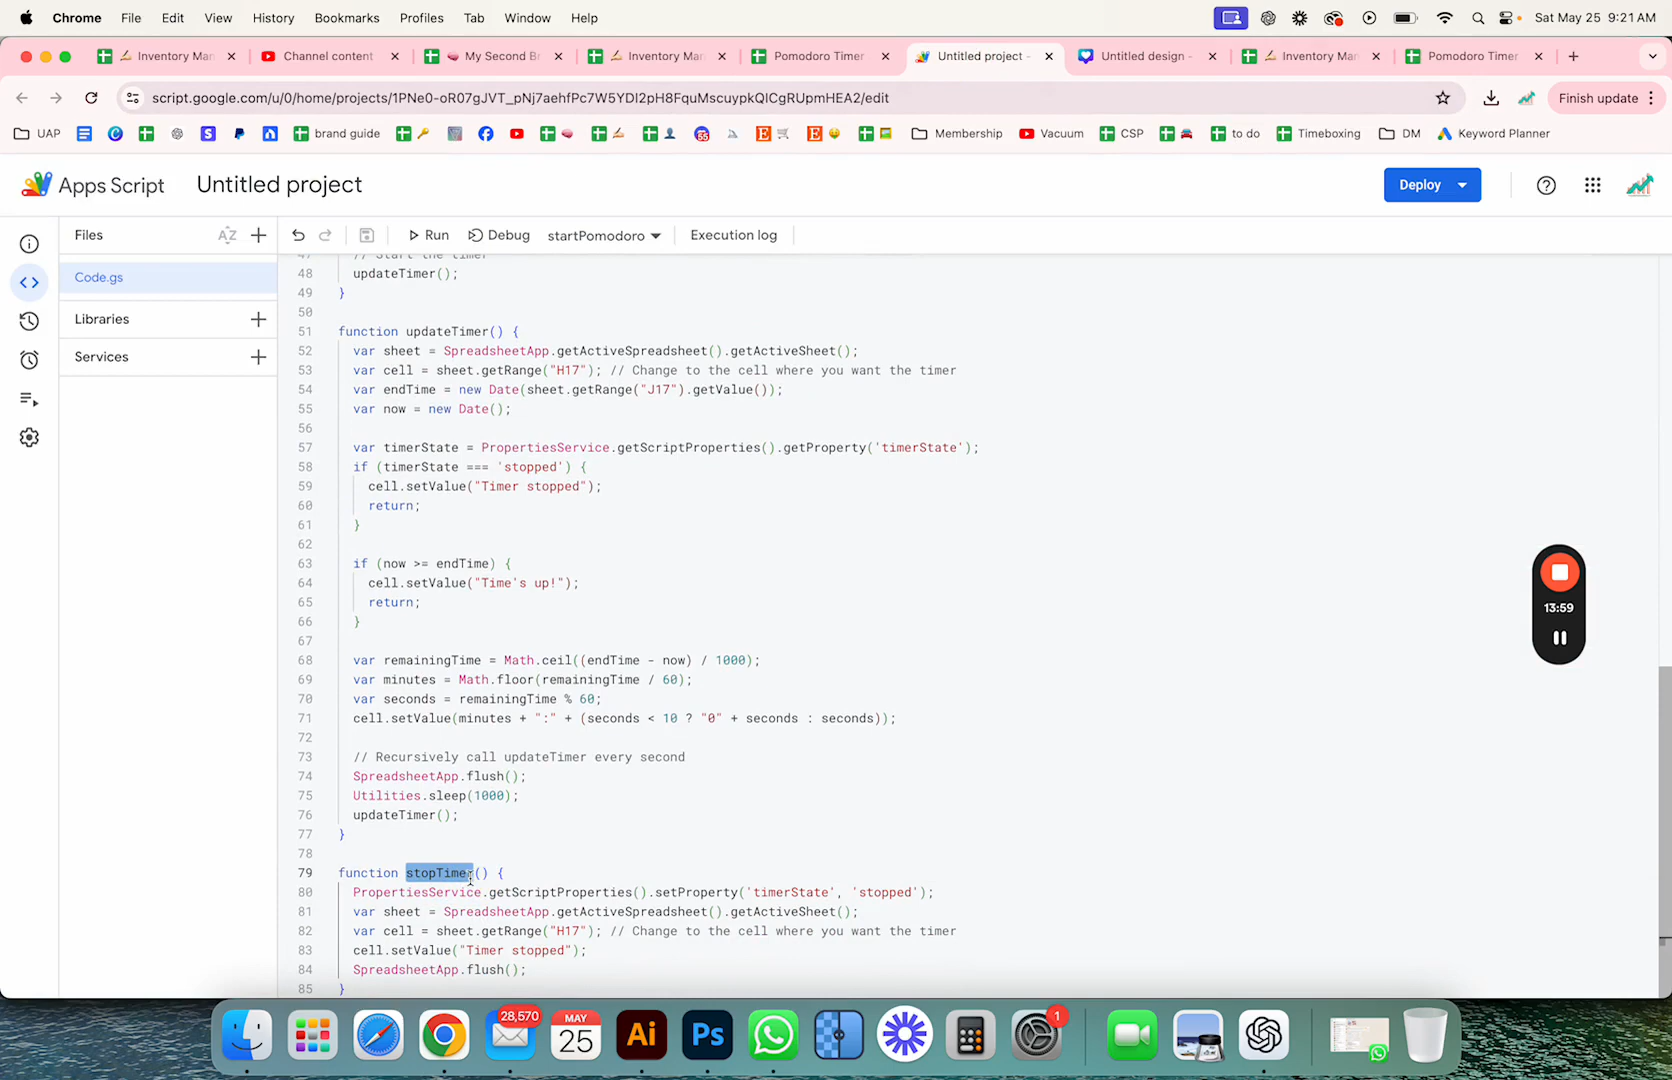 Chrome File Edit View History Bookmarks Profiles Tab Window Help Sat May 25 9:21 AM
Inventory Man Channel content My Second Br Inventory Man Pomodoro Timer Untitled project - Untitled design - Inventory Man Pomodoro Timer
script.google.com/u/0/home/projects/1PNe0-oR07gJVT_pNj7aehfPc7W5YDI2pH8FquMscuypkQICgRUpmHEA2/edit Finish update
UAP brand guide Membership Vacuum CSP to do Timeboxing DM Keyword Planner
Apps Script Untitled project Deploy
Files AZ Run Debug startPomodoro Execution log
Code.gs
Libraries
Services
47 // Start the timer
48 updateTimer();
49 }
50
51 function updateTimer() {
52 var sheet = SpreadsheetApp.getActiveSpreadsheet().getActiveSheet();
53 var cell = sheet.getRange("H17"); // Change to the cell where you want the timer
54 var endTime = new Date(sheet.getRange("J17").getValue());
55 var now = new Date();
56
57 var timerState = PropertiesService.getScriptProperties().getProperty('timerState');
58 if (timerState === 'stopped') {
59 cell.setValue("Timer stopped");
60 return;
61 }
62
63 if (now >= endTime) {
64 cell.setValue("Time's up!");
65 return;
66 }
67
68 var remainingTime = Math.ceil((endTime - now) / 1000);
69 var minutes = Math.floor(remainingTime / 60);
70 var seconds = remainingTime % 60;
71 cell.setValue(minutes + ":" + (seconds < 10 ? "0" + seconds : seconds));
72
73 // Recursively call updateTimer every second
74 SpreadsheetApp.flush();
75 Utilities.sleep(1000);
76 updateTimer();
77 }
78
79 function stopTimer() {
80 PropertiesService.getScriptProperties().setProperty('timerState', 'stopped');
81 var sheet = SpreadsheetApp.getActiveSpreadsheet().getActiveSheet();
82 var cell = sheet.getRange("H17"); // Change to the cell where you want the timer
83 cell.setValue("Timer stopped");
84 SpreadsheetApp.flush();
85 }
13:59
28,570 MAY 25 Ai Ps 1